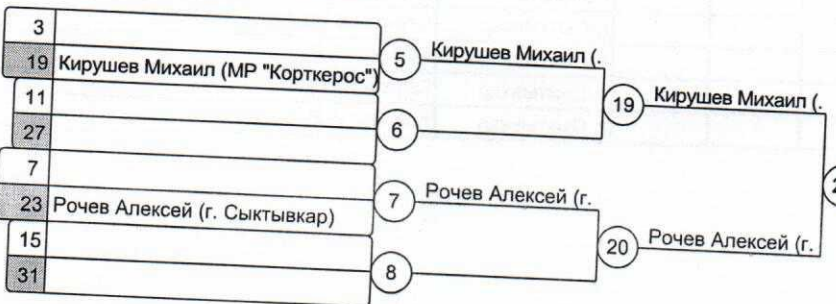 3
19 Кирушев Михаил (МР "Корткерос")
5
Кирушев Михаил (.
11
27
6
19
Кирушев Михаил (.
7
23 Рочев Алексей (г. Сыктывкар)
7
Рочев Алексей (г.
15
31
8
20
Рочев Алексей (г.